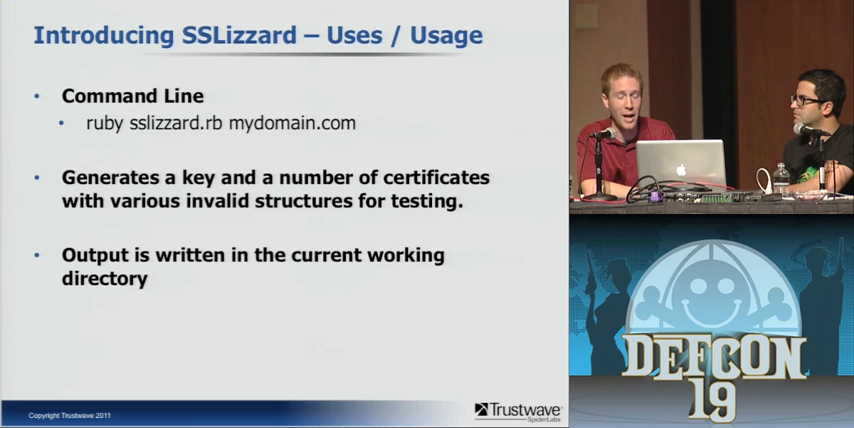 Introducing SSLizzard – Uses / Usage
• Command Line
• ruby sslizzard.rb mydomain.com
• Generates a key and a number of certificates
with various invalid structures for testing.
• Output is written in the current working
directory
Copyright Trustwave 2011
Trustwave®
SpiderLabs
DEFCON
19